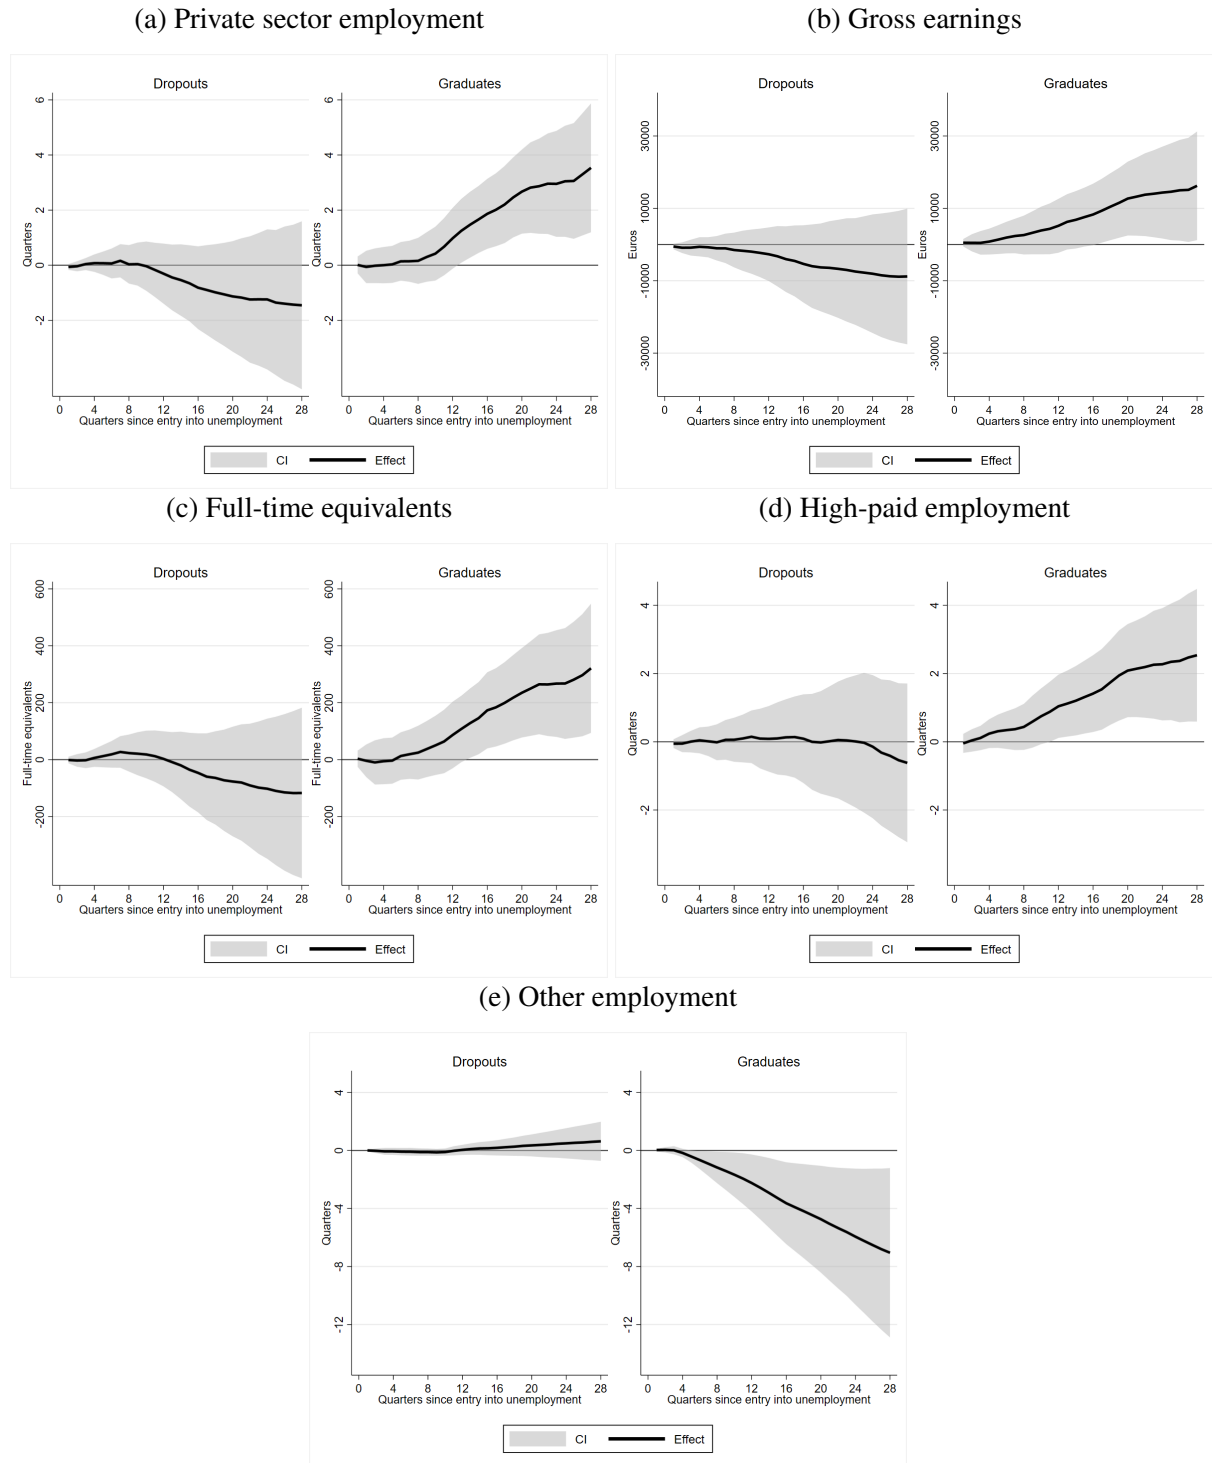 (a) Private sector employment
Dropouts
Graduates
Quarters
6
4
2
0
-2
0 4 8 12 16 20 24 28
Quarters since entry into unemployment
Quarters
6
4
2
0
-2
0 4 8 12 16 20 24 28
Quarters since entry into unemployment
CI Effect
(b) Gross earnings
Dropouts
Graduates
Euros
30000
10000
-10000
-30000
0 4 8 12 16 20 24 28
Quarters since entry into unemployment
Euros
30000
10000
-10000
-30000
0 4 8 12 16 20 24 28
Quarters since entry into unemployment
CI Effect
(c) Full-time equivalents
Dropouts
Graduates
Full-time equivalents
600
400
200
0
-200
0 4 8 12 16 20 24 28
Quarters since entry into unemployment
Full-time equivalents
600
400
200
0
-200
0 4 8 12 16 20 24 28
Quarters since entry into unemployment
CI Effect
(d) High-paid employment
Dropouts
Graduates
Quarters
4
2
0
-2
0 4 8 12 16 20 24 28
Quarters since entry into unemployment
Quarters
4
2
0
-2
0 4 8 12 16 20 24 28
Quarters since entry into unemployment
CI Effect
(e) Other employment
Dropouts
Graduates
Quarters
4
0
-4
-8
-12
0 4 8 12 16 20 24 28
Quarters since entry into unemployment
Quarters
4
0
-4
-8
-12
0 4 8 12 16 20 24 28
Quarters since entry into unemployment
CI Effect